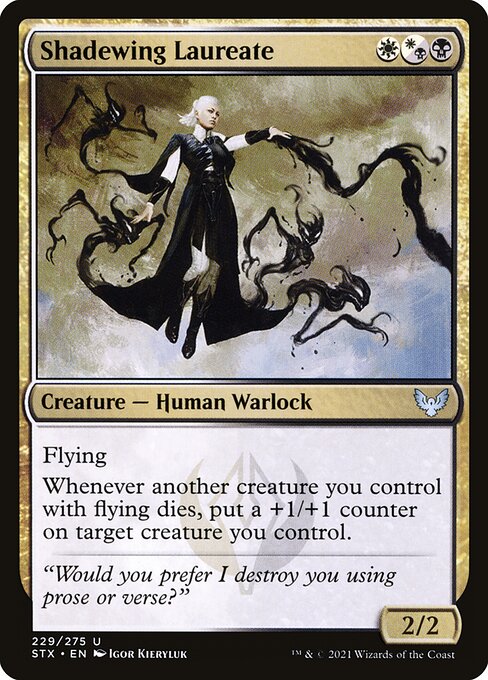 Shadewing Laureate
Creature — Human Warlock
Flying
Whenever another creature you control
with flying dies, put a +1/+1 counter
on target creature you control.
“Would you prefer I destroy you using
prose or verse?”
2/2
229/275 U
STX • EN Igor Kieryluk
™ & © 2021 Wizards of the Coast